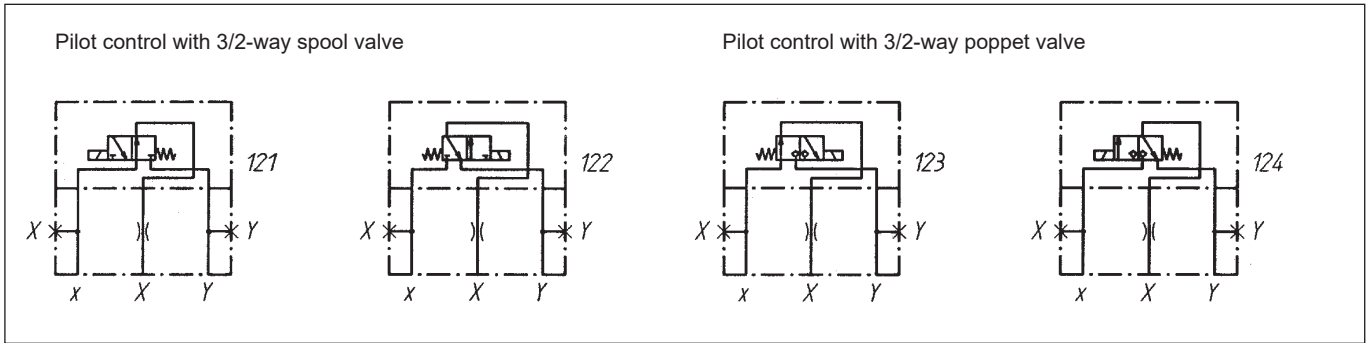 Pilot control with 3/2-way spool valve
Pilot control with 3/2-way poppet valve
121 122 123 124
X Y X Y X Y X Y
x X Y x X Y x X Y x X Y